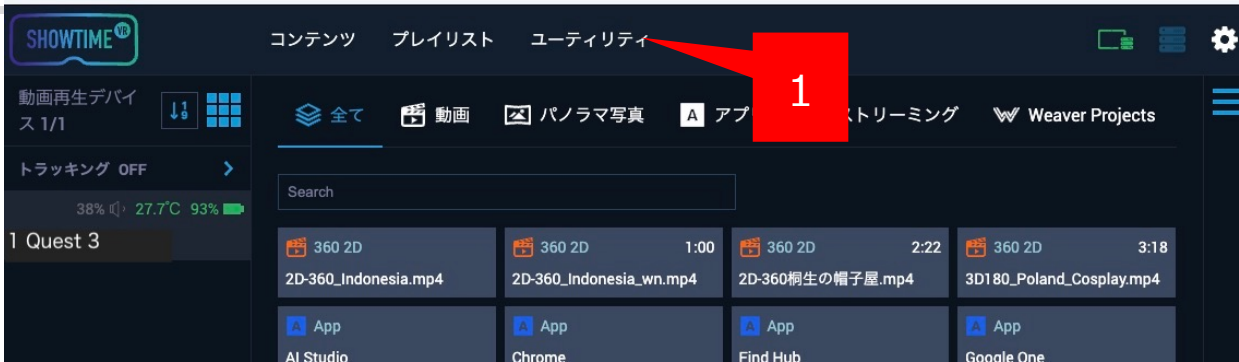 SHOWTIME VR
コンテンツ プレイリスト ユーティリティ
1
動画再生デバイ
ス 1/1
全て 動画 パノラマ写真 A アプ ストリーミング Weaver Projects
トラッキング OFF
Search
38% 27.7°C 93%
1 Quest 3
360 2D
2D-360_Indonesia.mp4
360 2D 1:00
2D-360_Indonesia_wn.mp4
360 2D 2:22
2D-360桐生の帽子屋.mp4
360 2D 3:18
3D180_Poland_Cosplay.mp4
A App
AI Studio
A App
Chrome
A App
Find Hub
A App
Google One